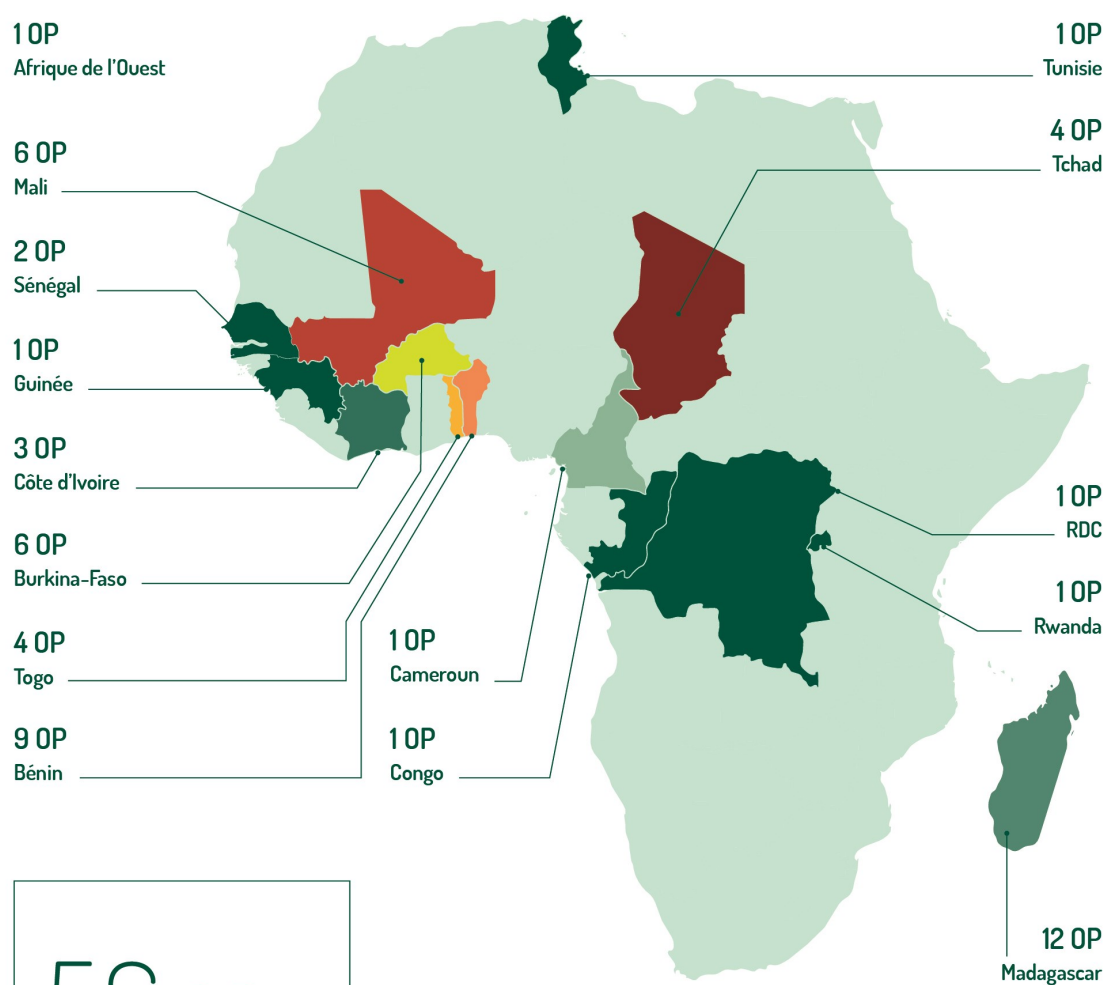 1 OP
Afrique de l'Ouest
6 OP
Mali
2 OP
Sénégal
1 OP
Guinée
3 OP
Côte d'Ivoire
6 OP
Burkina-Faso
4 OP
Togo
9 OP
Bénin
1 OP
Cameroun
1 OP
Congo
1 OP
Tunisie
4 OP
Tchad
1 OP
RDC
1 OP
Rwanda
12 OP
Madagascar